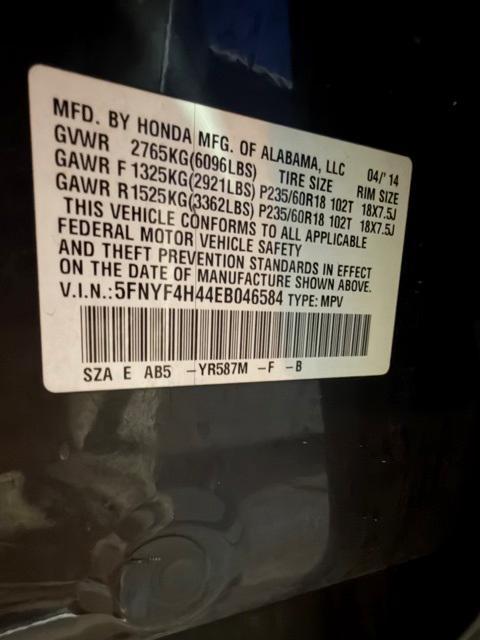 MFD. BY HONDA MFG. OF ALABAMA, LLC 04/'14
GVWR 2765KG(6096LBS) TIRE SIZE RIM SIZE
GAWR F 1325KG(2921LBS) P235/60R18 102T 18X7.5J
GAWR R1525KG(3362LBS) P235/60R18 102T 18X7.5J
THIS VEHICLE CONFORMS TO ALL APPLICABLE
FEDERAL MOTOR VEHICLE SAFETY
AND THEFT PREVENTION STANDARDS IN EFFECT
ON THE DATE OF MANUFACTURE SHOWN ABOVE.
V.I.N.:5FNYF4H44EB046584 TYPE: MPV
SZA E AB5 -YR587M -F -B